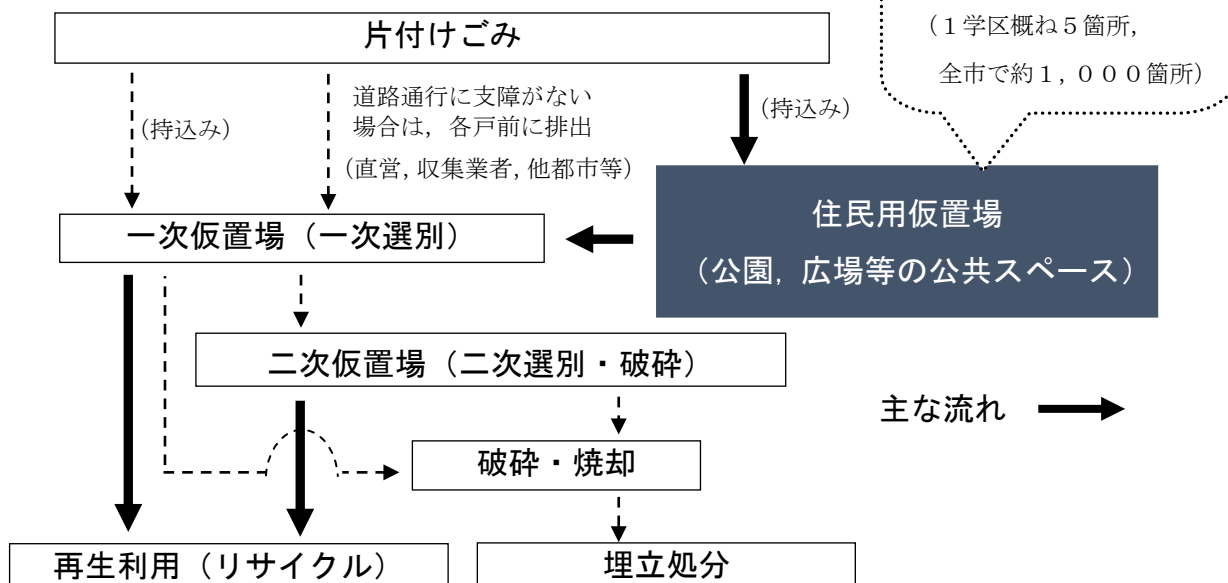 （１学区概ね５箇所，
全市で約１，０００箇所）
片付けごみ
（持込み）
道路通行に支障がない
場合は，各戸前に排出
（直営，収集業者，他都市等）
（持込み）
住民用仮置場
（公園，広場等の公共スペース）
一次仮置場（一次選別）
二次仮置場（二次選別・破砕）
主な流れ
破砕・焼却
再生利用（リサイクル）
埋立処分